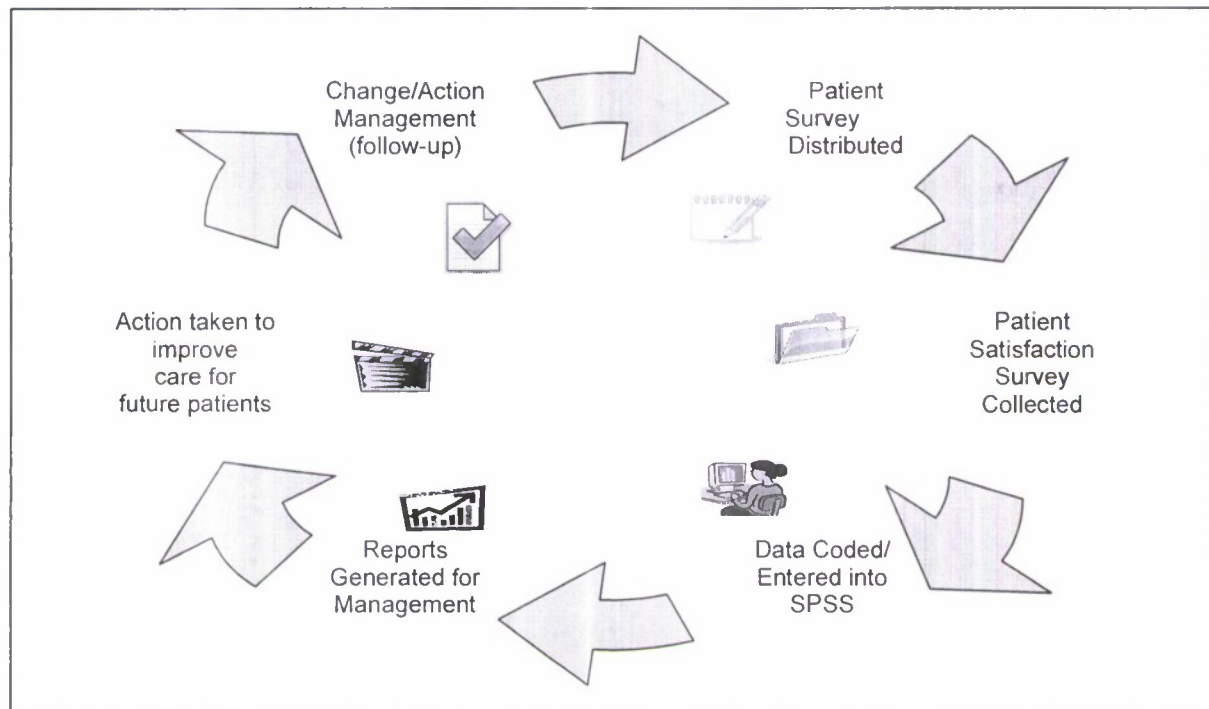 Change/Action
Management
(follow-up)
Patient
Survey
Distributed
Patient
Satisfaction
Survey
Collected
Data Coded/
Entered into
SPSS
Reports
Generated for
Management
Action taken to
improve
care for
future patients